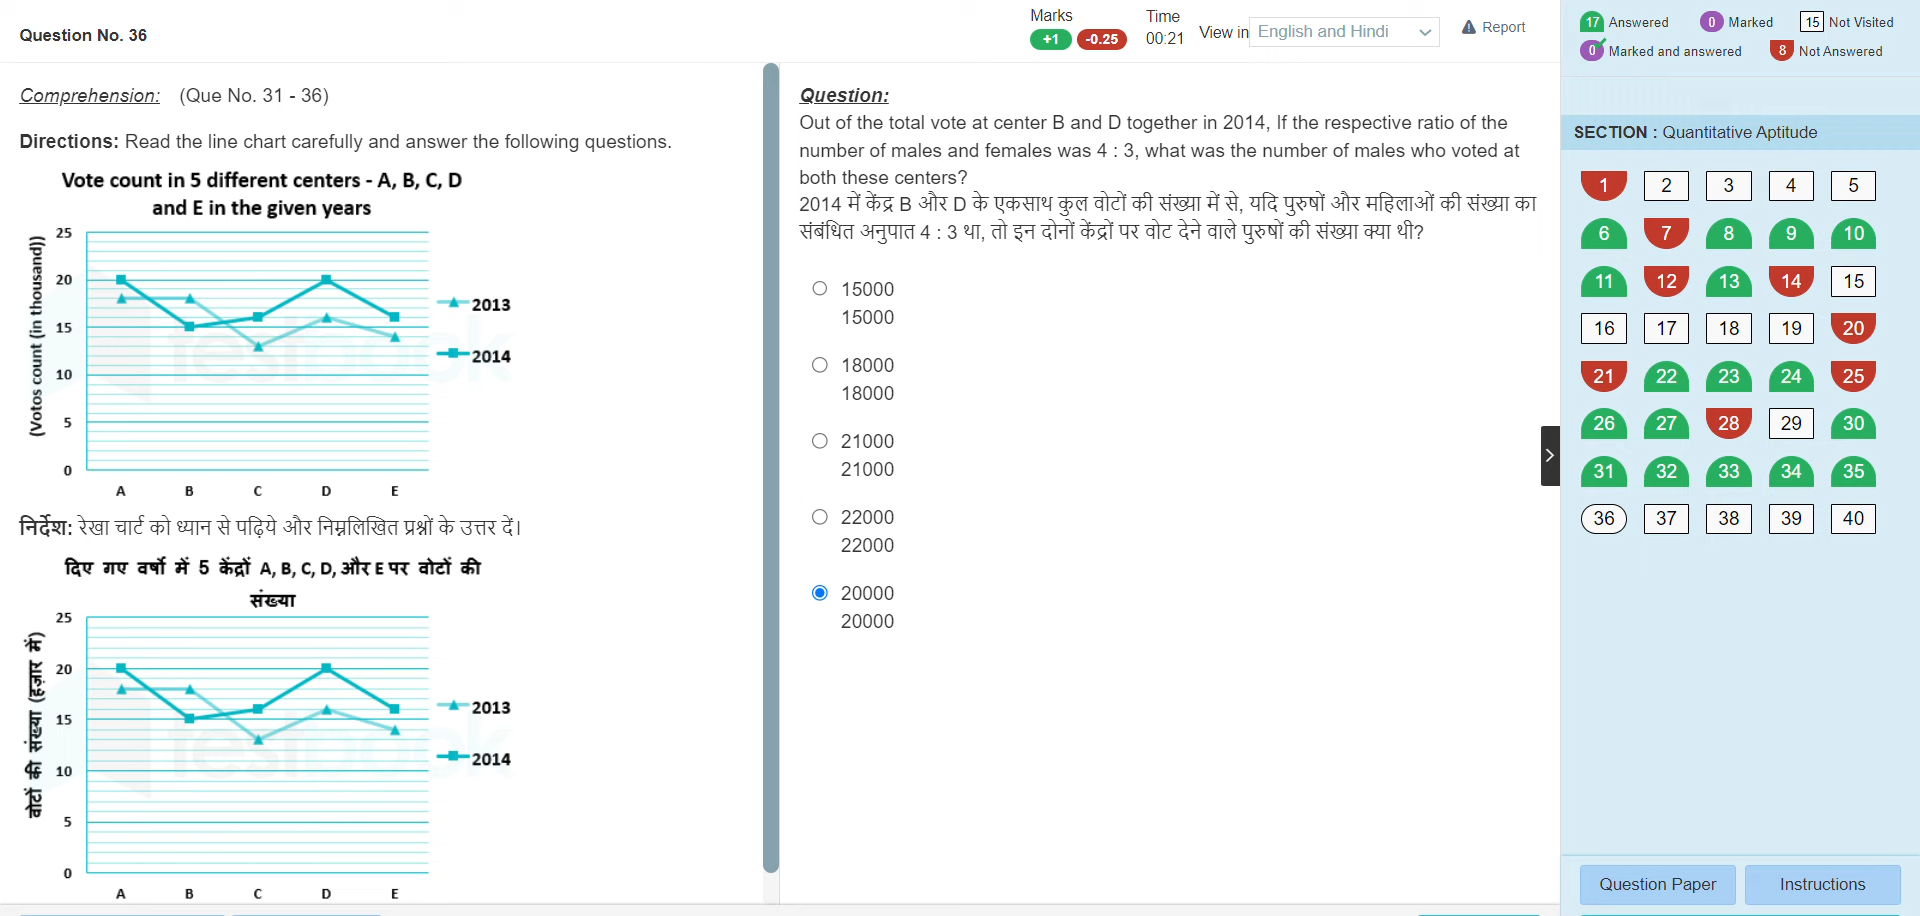 Question No. 36
Marks
+1 -0.25
Time
00:21
View in English and Hindi
Report
Comprehension: (Que No. 31 - 36)
Directions: Read the line chart carefully and answer the following questions.
Vote count in 5 different centers - A, B, C, D
and E in the given years
(Votos count (in thousand))
25
20
15
10
5
0
A B C D E
2013
2014
testbook
निर्देश: रेखा चार्ट को ध्यान से पढ़िये और निम्नलिखित प्रश्नों के उत्तर दें।
दिए गए वर्षो में 5 केंद्रों A, B, C, D, और E पर वोटों की
संख्या
वोटों की संख्या (हज़ार में)
25
20
15
10
5
0
A B C D E
2013
2014
testbook
Question:
Out of the total vote at center B and D together in 2014, If the respective ratio of the
number of males and females was 4 : 3, what was the number of males who voted at
both these centers?
2014 में केंद्र B और D के एकसाथ कुल वोटों की संख्या में से, यदि पुरुषों और महिलाओं की संख्या का
संबंधित अनुपात 4 : 3 था, तो इन दोनों केंद्रों पर वोट देने वाले पुरुषों की संख्या क्या थी?
15000
15000
18000
18000
21000
21000
22000
22000
20000
20000
17 Answered 0 Marked 15 Not Visited
0 Marked and answered 8 Not Answered
SECTION : Quantitative Aptitude
1 2 3 4 5
6 7 8 9 10
11 12 13 14 15
16 17 18 19 20
21 22 23 24 25
26 27 28 29 30
31 32 33 34 35
36 37 38 39 40
Question Paper Instructions